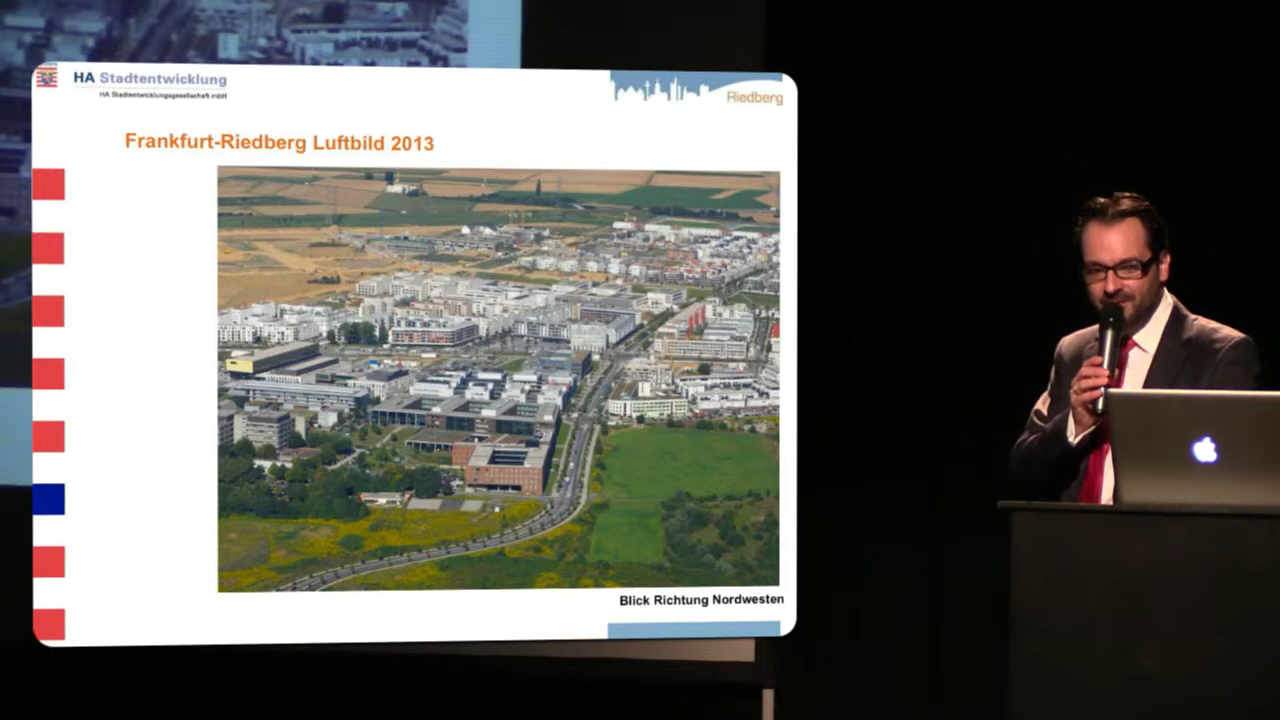 HA Stadtentwicklung
HA Stadtentwicklungsgesellschaft mbH
Riedberg
Frankfurt-Riedberg Luftbild 2013
Blick Richtung Nordwesten